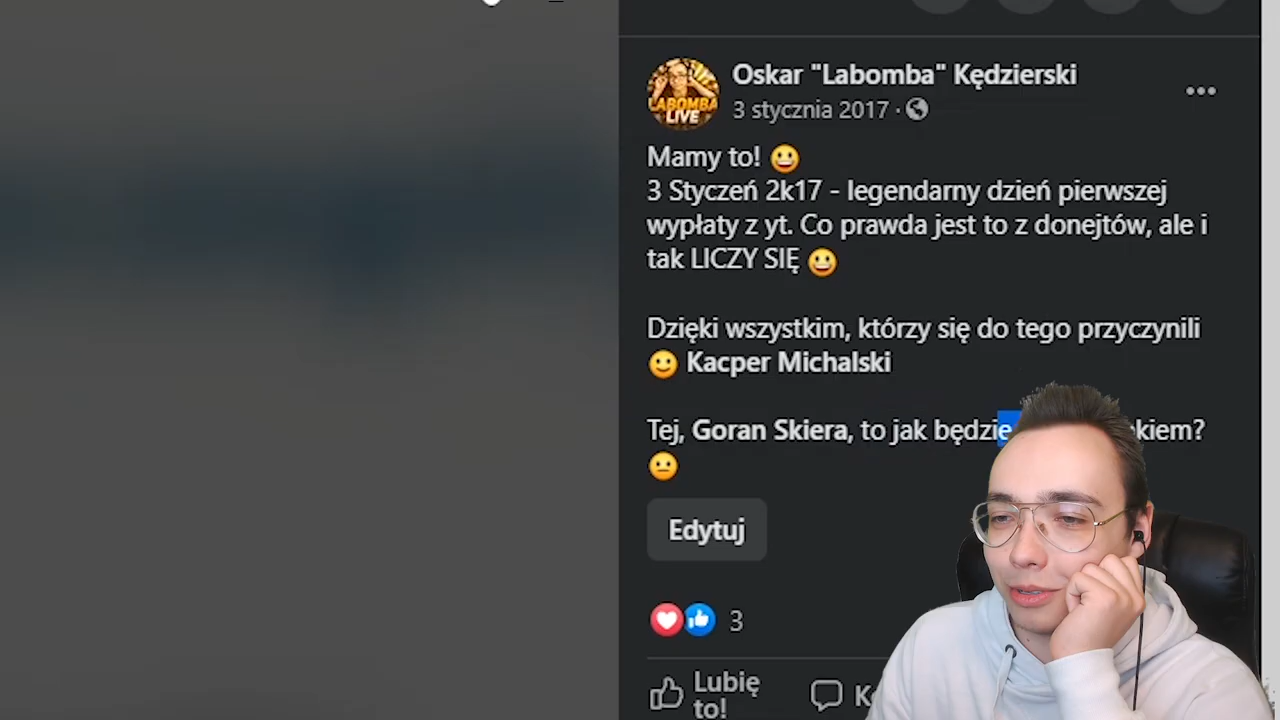 LABOMBA
LIVE
Oskar "Labomba" Kędzierski
3 stycznia 2017 ·
Mamy to! 😀
3 Styczeń 2k17 - legendarny dzień pierwszej
wypłaty z yt. Co prawda jest to z donejtów, ale i
tak LICZY SIĘ 😀
Dzięki wszystkim, którzy się do tego przyczynili
🙂 Kacper Michalski
Tej, Goran Skiera, to jak będzie
😐
Edytuj
3
Lubię
to!